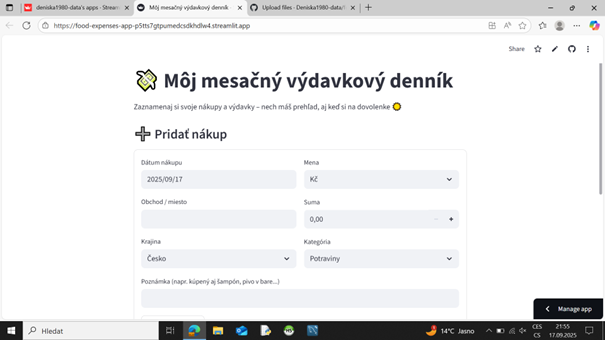 deniska1980-data's apps · Stream
Môj mesačný výdavkový denník
Upload files · Deniska1980-data/
https://food-expenses-app-p5tts7gtpumedcsdkhdlw4.streamlit.app
Share
Môj mesačný výdavkový denník
Zaznamenaj si svoje nákupy a výdavky – nech máš prehľad, aj keď si na dovolenke
Pridať nákup
Dátum nákupu
Mena
2025/09/17
Kč
Obchod / miesto
Suma
0,00
Krajina
Kategória
Česko
Potraviny
Poznámka (napr. kúpený aj šampón, pivo v bare...)
Manage app
Hledat
14°C Jasno
CES
CS
21:55
17.09.2025